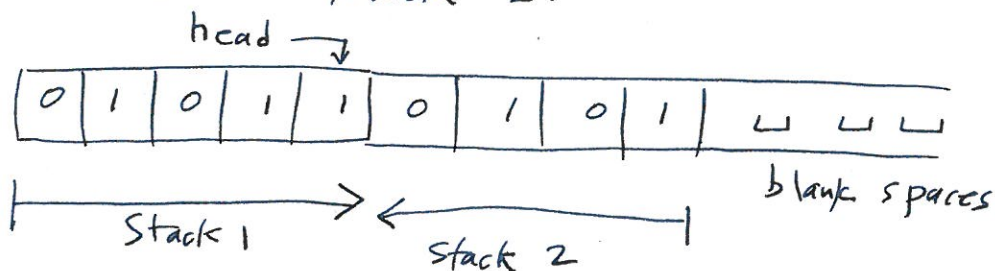 head
0 1 0 1 1 0 1 0 1 ⊔ ⊔ ⊔
blank spaces
Stack 1
Stack 2